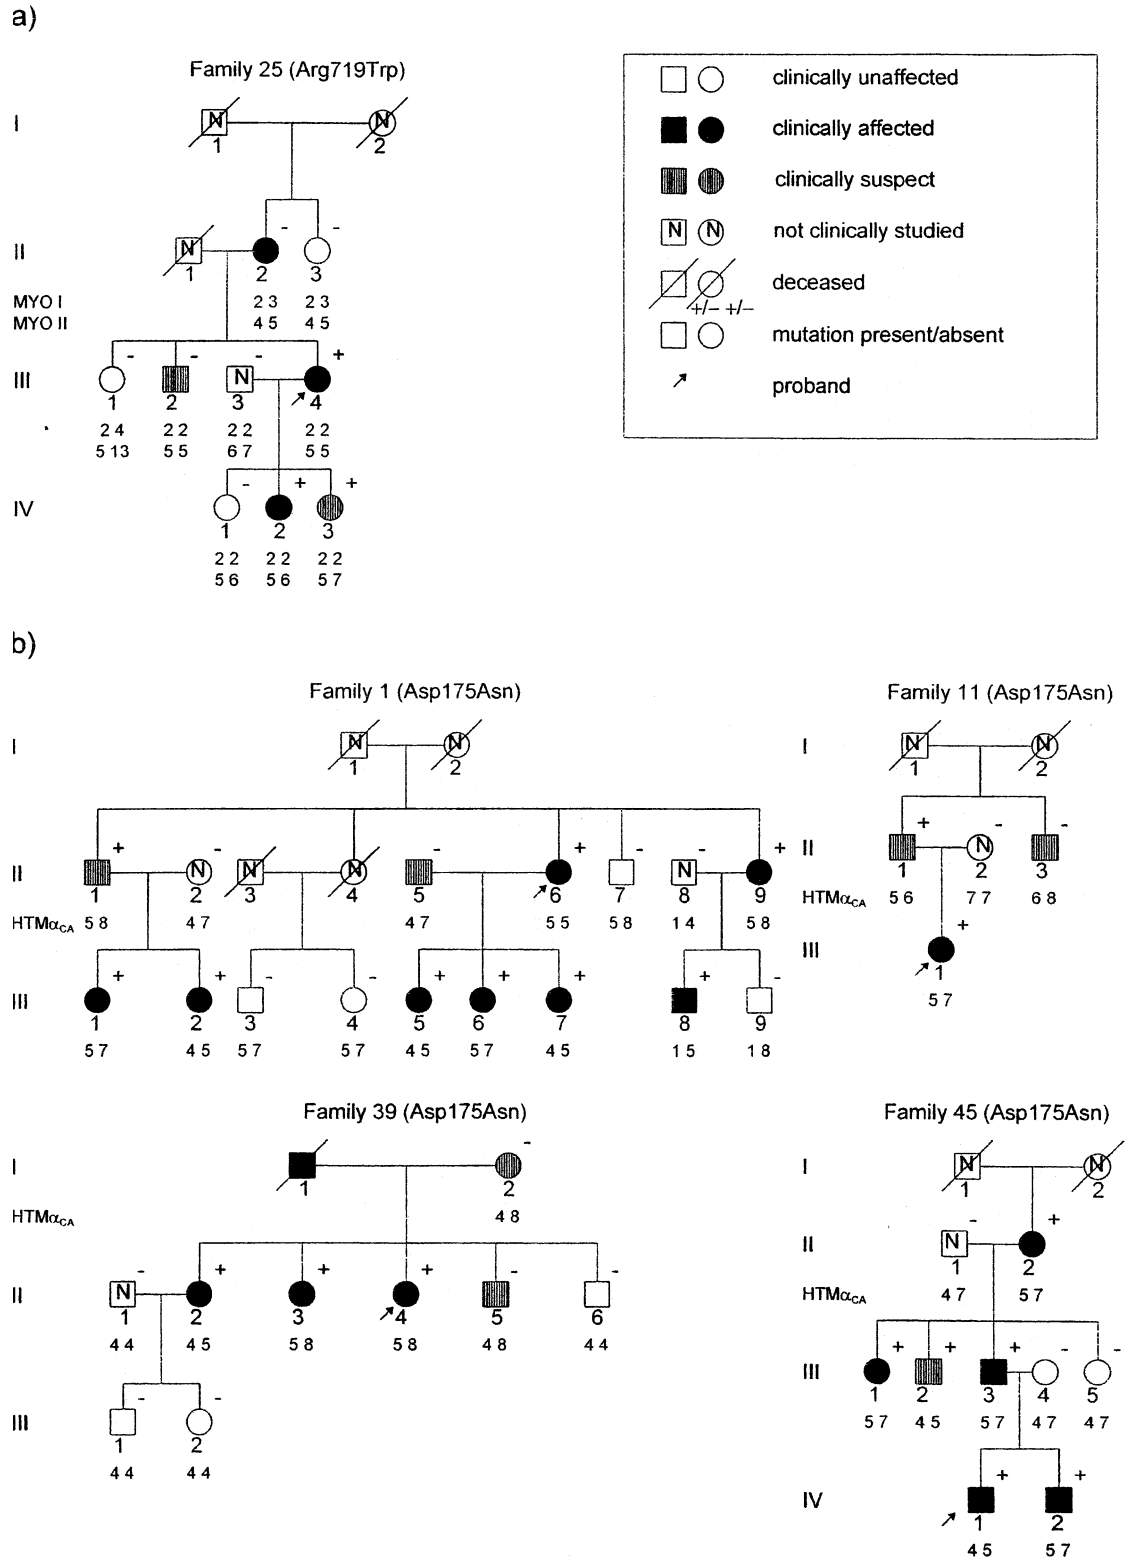 a)
Family 25 (Arg719Trp)
I
N N
1 2
II
N - -
1 2 3
MYO I 2 3 2 3
MYO II 4 5 4 5
III
- - N - +
1 2 3 4
2 4 2 2 2 2 2 2
5 13 5 5 6 7 5 5
IV
- + +
1 2 3
2 2 2 2 2 2
5 6 5 6 5 7
clinically unaffected
clinically affected
clinically suspect
N N not clinically studied
deceased
+/- +/-
mutation present/absent
proband
b)
Family 1 (Asp175Asn)
I
N N
1 2
II
+ N - N N - + - N - +
1 2 3 4 5 6 7 8 9
HTMαCA 5 8 4 7 4 7 5 5 5 8 1 4 5 8
III
+ + - - + + + + -
1 2 3 4 5 6 7 8 9
5 7 4 5 5 7 5 7 4 5 5 7 4 5 1 5 1 8
Family 11 (Asp175Asn)
I
N N
1 2
II
+ N - -
1 2 3
HTMαCA 5 6 7 7 6 8
III
+
1
5 7
Family 39 (Asp175Asn)
I
-
1 2
HTMαCA 4 8
II
N - + + + - -
1 2 3 4 5 6
4 4 4 5 5 8 5 8 4 8 4 4
III
- -
1 2
4 4 4 4
Family 45 (Asp175Asn)
I
N N
1 2
II
N - +
1 2
HTMαCA 4 7 5 7
III
+ + + - -
1 2 3 4 5
5 7 4 5 5 7 4 7 4 7
IV
+ +
1 2
4 5 5 7